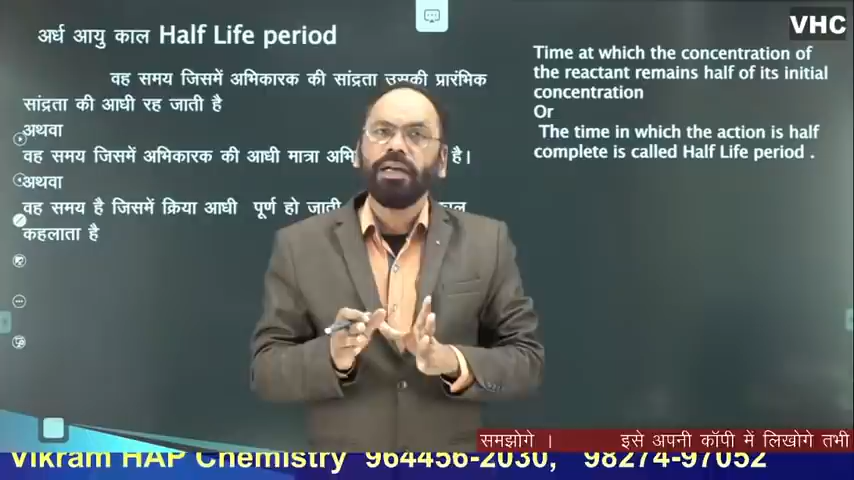 अर्ध आयु काल Half Life period
VHC
वह समय जिसमें अभिकारक की सांद्रता उसकी प्रारंभिक
सांद्रता की आधी रह जाती है
अथवा
वह समय जिसमें अभिकारक की आधी मात्रा अभि है।
अथवा
वह समय है जिसमें क्रिया आधी पूर्ण हो जाती
कहलाता है
Time at which the concentration of
the reactant remains half of its initial
concentration
Or
The time in which the action is half
complete is called Half Life period .
समझोगे । इसे अपनी कॉपी में लिखोगे तभी
Vikram HAP Chemistry 964456-2030, 98274-97052